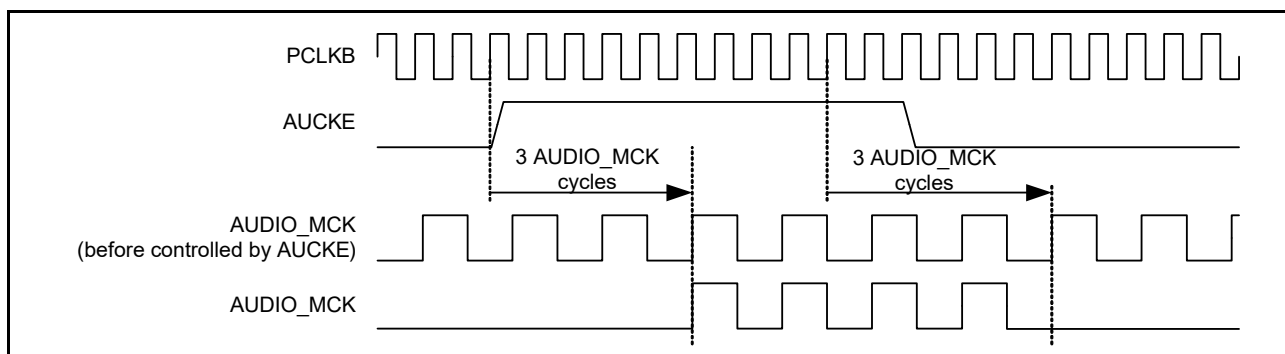 PCLKB
AUCKE
3 AUDIO_MCK
cycles
3 AUDIO_MCK
cycles
AUDIO_MCK
(before controlled by AUCKE)
AUDIO_MCK